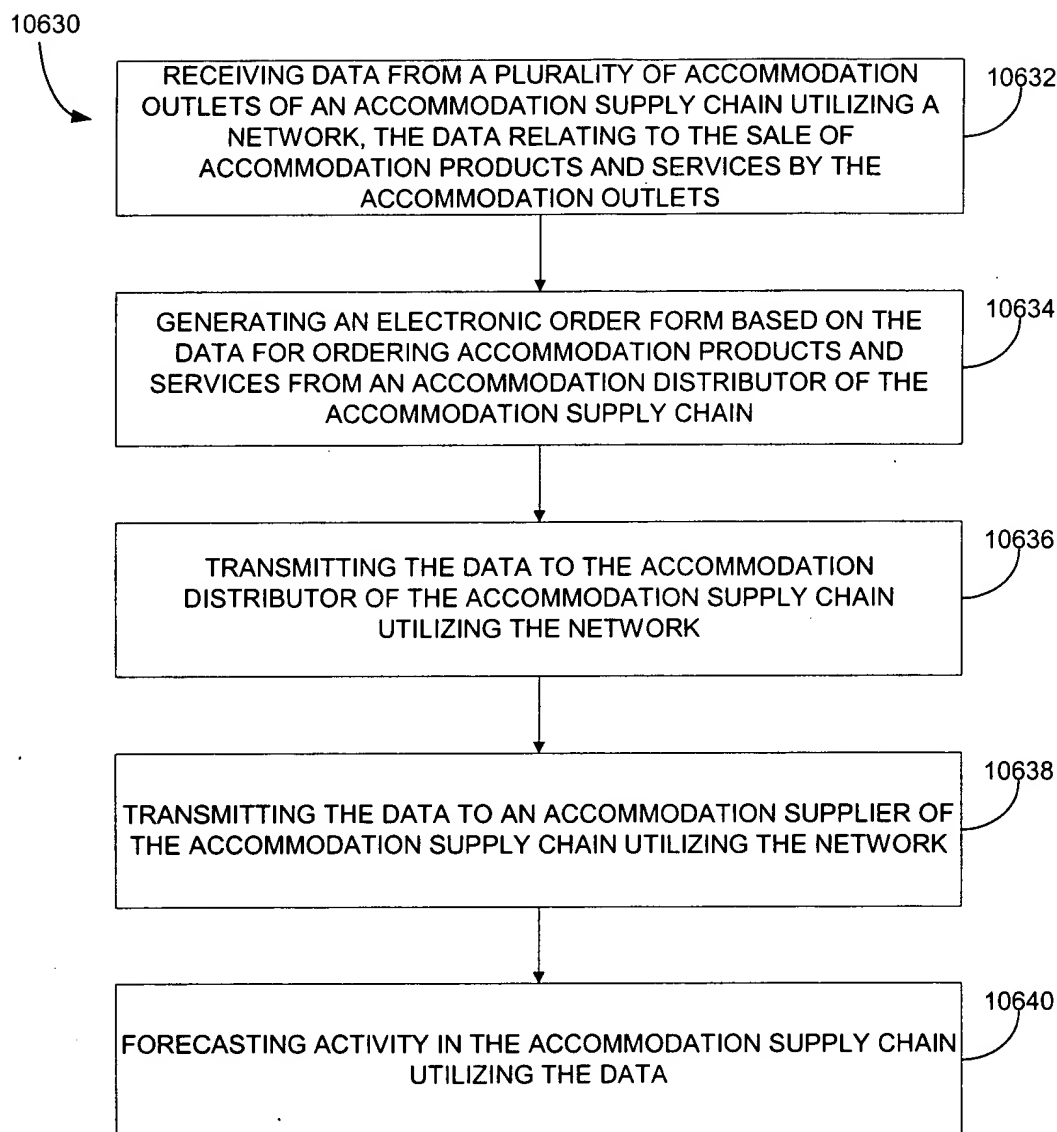 10630
RECEIVING DATA FROM A PLURALITY OF ACCOMMODATION
OUTLETS OF AN ACCOMMODATION SUPPLY CHAIN UTILIZING A
NETWORK, THE DATA RELATING TO THE SALE OF
ACCOMMODATION PRODUCTS AND SERVICES BY THE
ACCOMMODATION OUTLETS
10632
GENERATING AN ELECTRONIC ORDER FORM BASED ON THE
DATA FOR ORDERING ACCOMMODATION PRODUCTS AND
SERVICES FROM AN ACCOMMODATION DISTRIBUTOR OF THE
ACCOMMODATION SUPPLY CHAIN
10634
TRANSMITTING THE DATA TO THE ACCOMMODATION
DISTRIBUTOR OF THE ACCOMMODATION SUPPLY CHAIN
UTILIZING THE NETWORK
10636
TRANSMITTING THE DATA TO AN ACCOMMODATION SUPPLIER OF
THE ACCOMMODATION SUPPLY CHAIN UTILIZING THE NETWORK
10638
FORECASTING ACTIVITY IN THE ACCOMMODATION SUPPLY CHAIN
UTILIZING THE DATA
10640